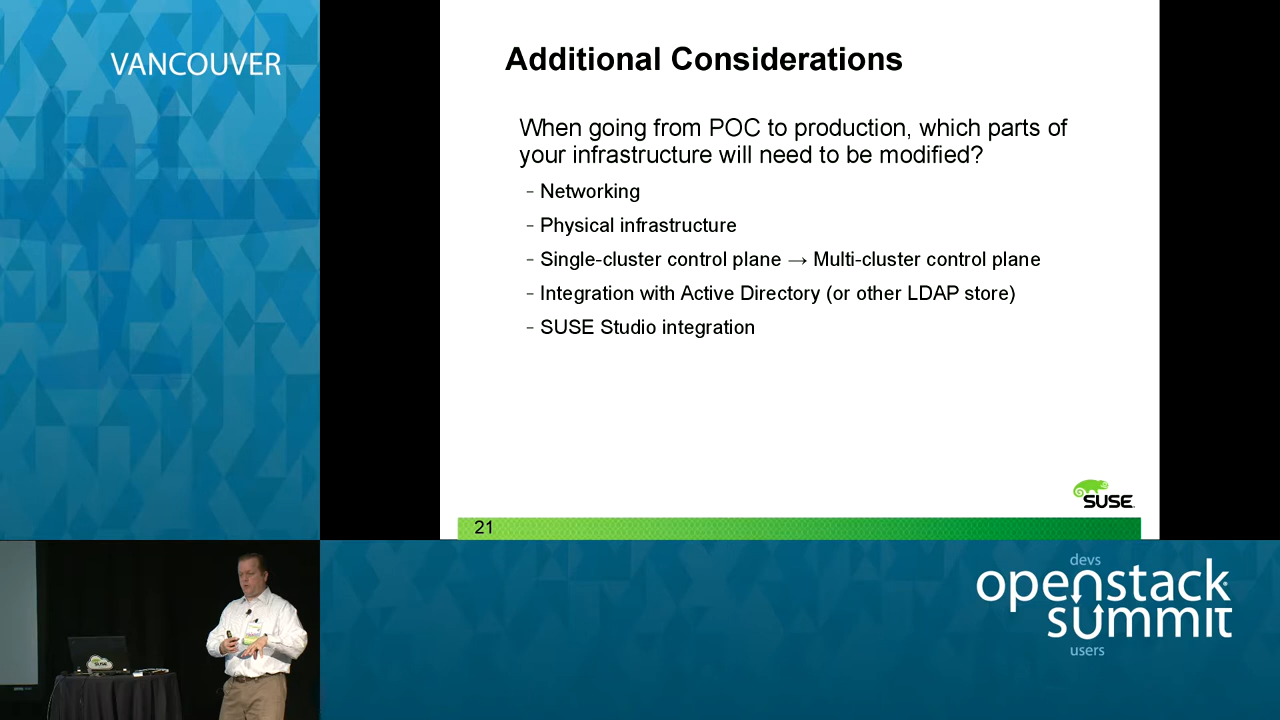 VANCOUVER
Additional Considerations
When going from POC to production, which parts of
your infrastructure will need to be modified?
- Networking
- Physical infrastructure
- Single-cluster control plane → Multi-cluster control plane
- Integration with Active Directory (or other LDAP store)
- SUSE Studio integration
SUSE
21
SUSE
devs
openstack
summit
users